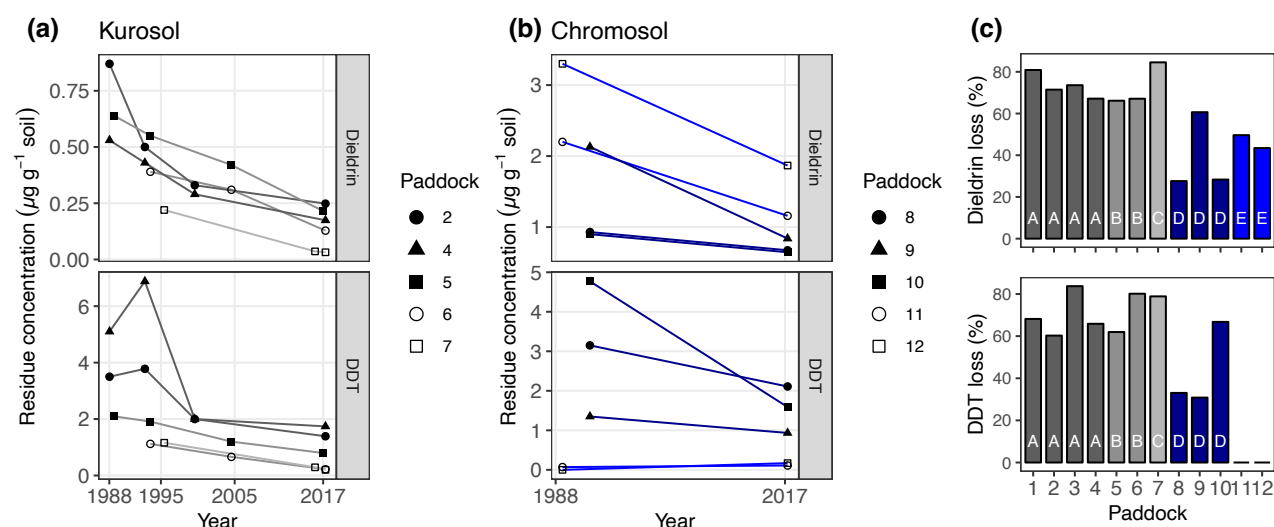 (a) Kurosol
Residue concentration (µg g⁻¹ soil)
0.75
0.50
0.25
0.00
Dieldrin
6
4
2
0
DDT
1988 1995 2005 2017
Year
Paddock
2
4
5
6
7
(b) Chromosol
Residue concentration (µg g⁻¹ soil)
3
2
1
Dieldrin
5
4
3
2
1
0
DDT
1988 2017
Year
Paddock
8
9
10
11
12
(c)
Dieldrin loss (%)
80
60
40
20
0
A A A A B B C D D D E E
DDT loss (%)
80
60
40
20
0
A A A A B B C D D D
1 2 3 4 5 6 7 8 9 10 11 12
Paddock